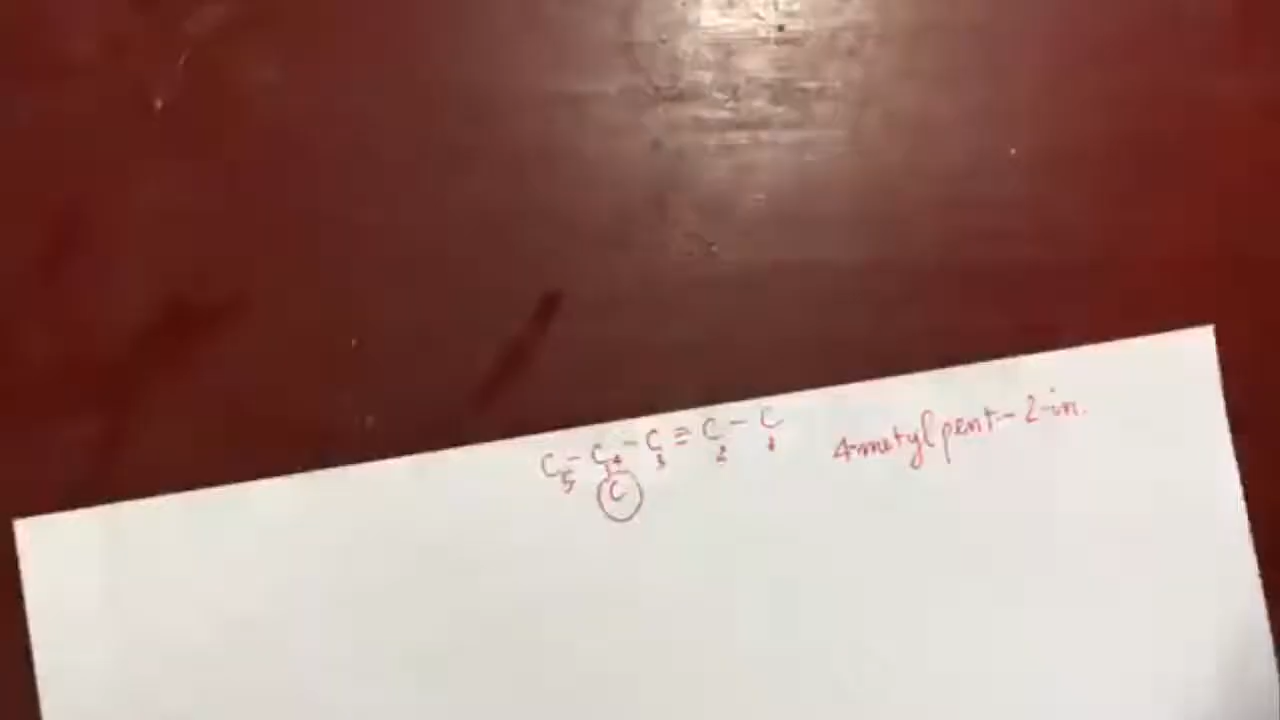 C - C - C ≡ C - C 4-metylpent-2-in.
5 4 3 2 1
C